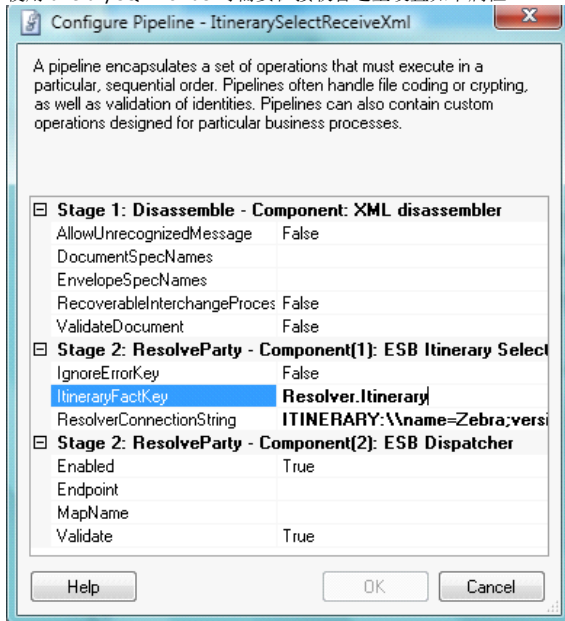 Configure Pipeline - ItinerarySelectReceiveXml
A pipeline encapsulates a set of operations that must execute in a
particular, sequential order. Pipelines often handle file coding or crypting,
as well as validation of identities. Pipelines can also contain custom
operations designed for particular business processes.
Stage 1: Disassemble - Component: XML disassembler
AllowUnrecognizedMessage False
DocumentSpecNames
EnvelopeSpecNames
RecoverableInterchangeProces False
ValidateDocument False
Stage 2: ResolveParty - Component(1): ESB Itinerary Select
IgnoreErrorKey False
ItineraryFactKey Resolver.Itinerary
ResolverConnectionString ITINERARY:\\name=Zebra;versi
Stage 2: ResolveParty - Component(2): ESB Dispatcher
Enabled True
Endpoint
MapName
Validate True
Help OK Cancel